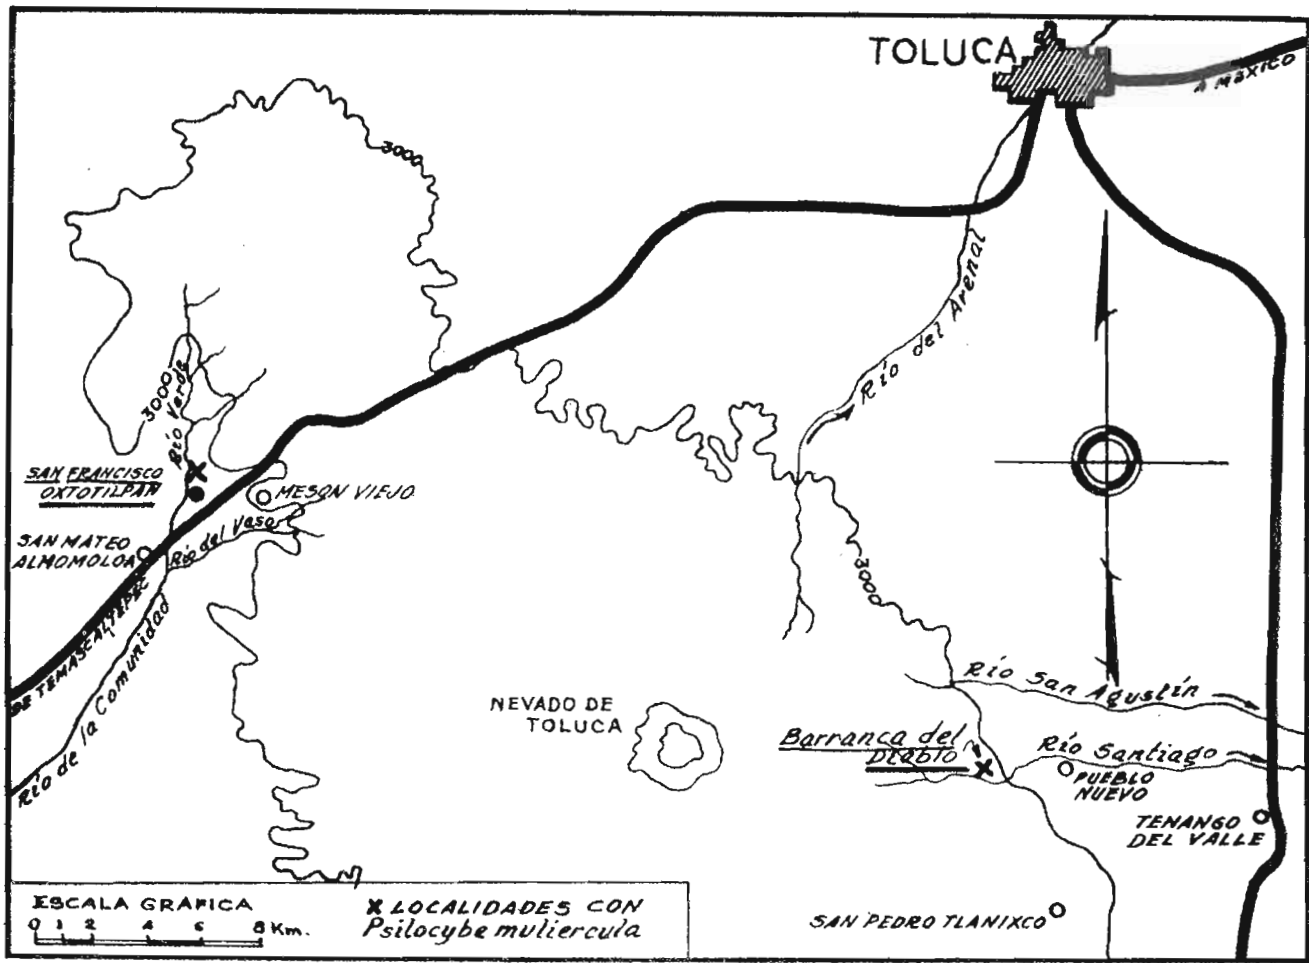 TOLUCA
A MÉXICO
3000
Río del Arenal
3000
Río Verde
SAN FRANCISCO
OXTOTILPAN
MESON VIEJO
SAN MATEO
ALMOMOLOA
Río del Vaso
DE TEMASCALTEPEC
Río de la Comunidad
3000
NEVADO DE
TOLUCA
Río San Agustín
Barranca del
Diablo
Río Santiago
PUEBLO
NUEVO
TENANGO
DEL VALLE
SAN PEDRO TLANIXCO
ESCALA GRAFICA
0 1 2 4 6 8 Km.
X LOCALIDADES CON
Psilocybe muliercula